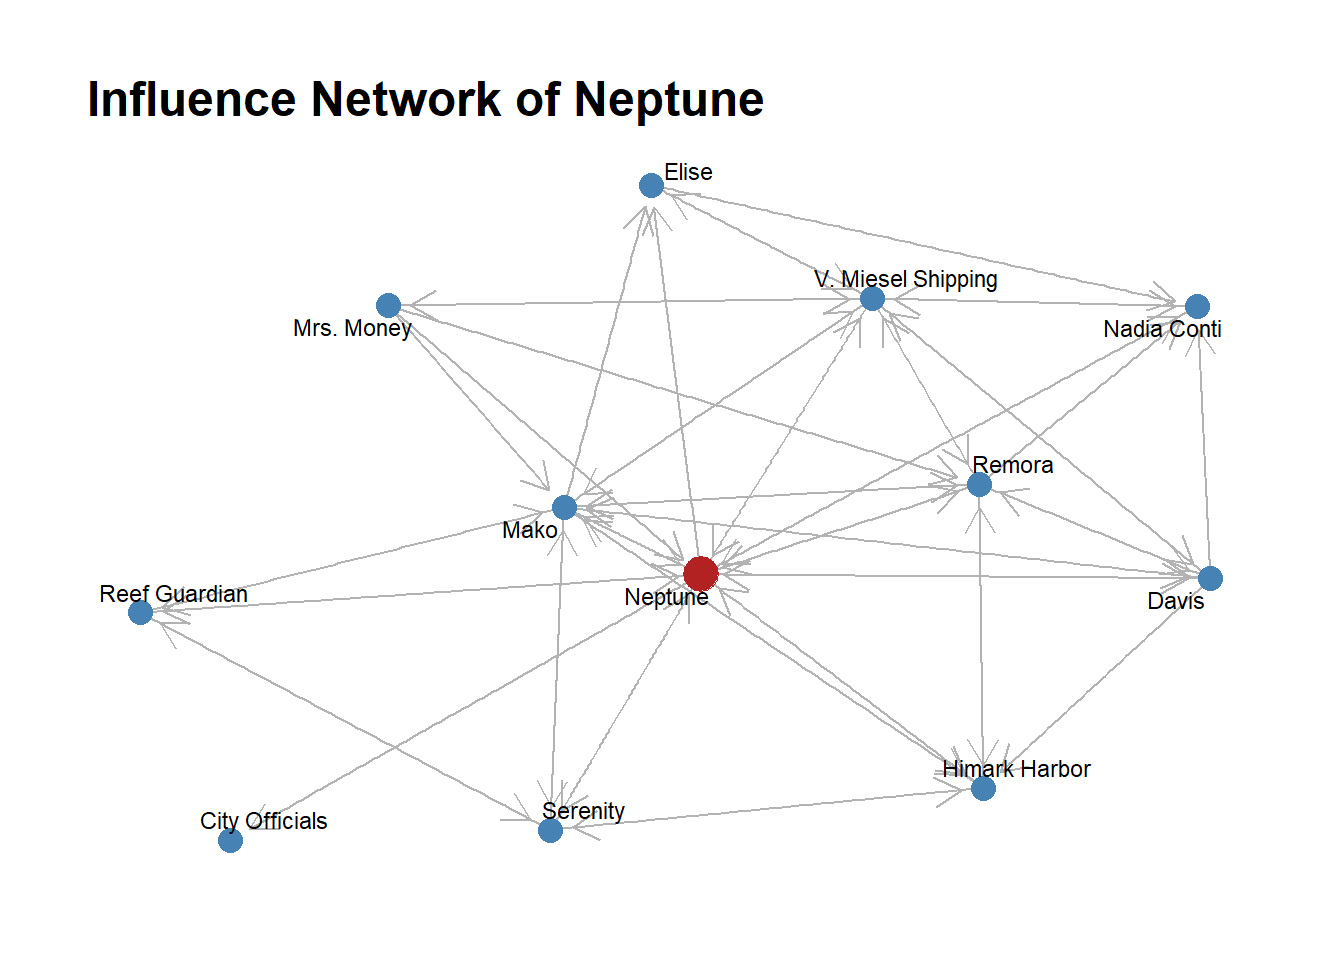 Influence Network of Neptune
Elise
V. Miesel Shipping
Mrs. Money
Nadia Conti
Remora
Mako
Reef Guardian
Neptune
Davis
Himark Harbor
City Officials
Serenity